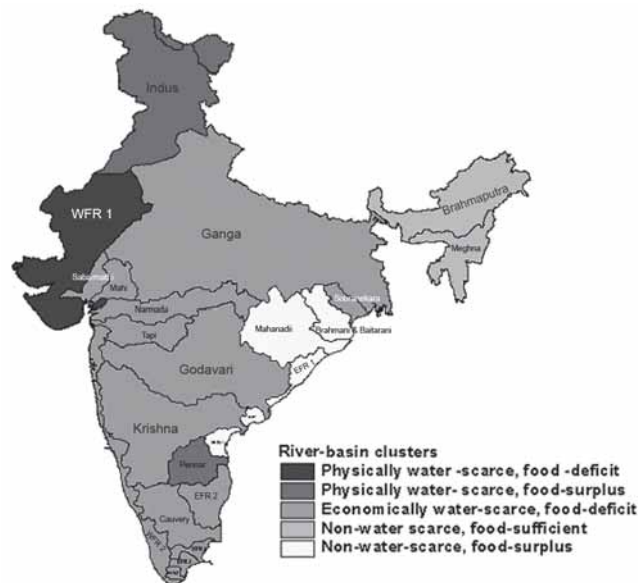 Indus
WFR 1
Ganga
Brahmaputra
Meghna
Sabarmati
Mahi
Narmada
Tapi
Mahanadi
Brahmani & Baitarani
EFR 1
Godavari
Krishna
Pennar
EFR 2
Cauvery
River-basin clusters
Physically water -scarce, food -deficit
Physically water- scarce, food-surplus
Economically water-scarce, food-deficit
Non-water scarce, food-sufficient
Non-water-scarce, food-surplus